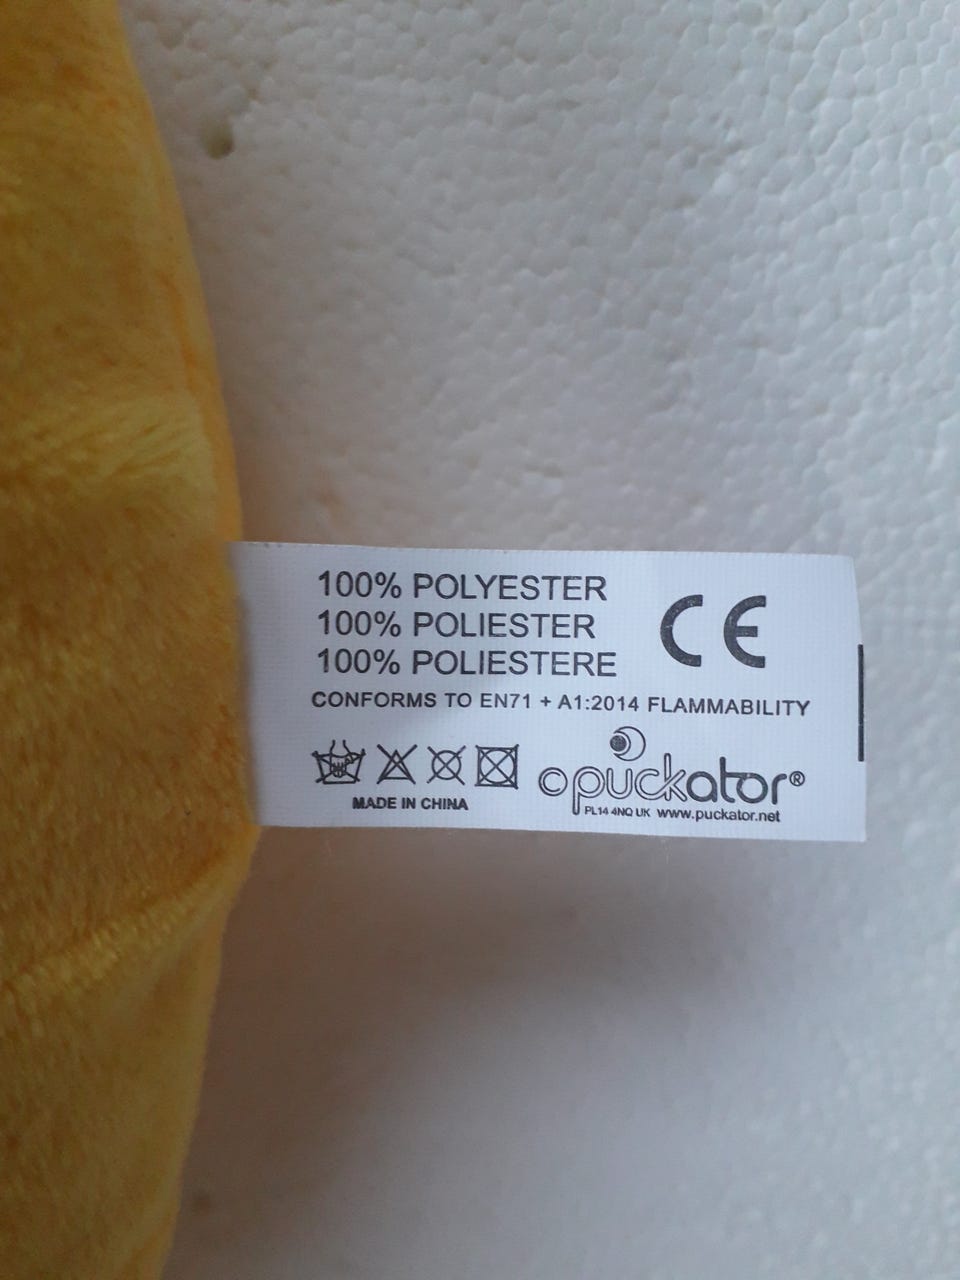 100% POLYESTER
100% POLIESTER
100% POLIESTERE
CE
CONFORMS TO EN71 + A1:2014 FLAMMABILITY
MADE IN CHINA
©puckator®
PL14 4NQ UK www.puckator.net